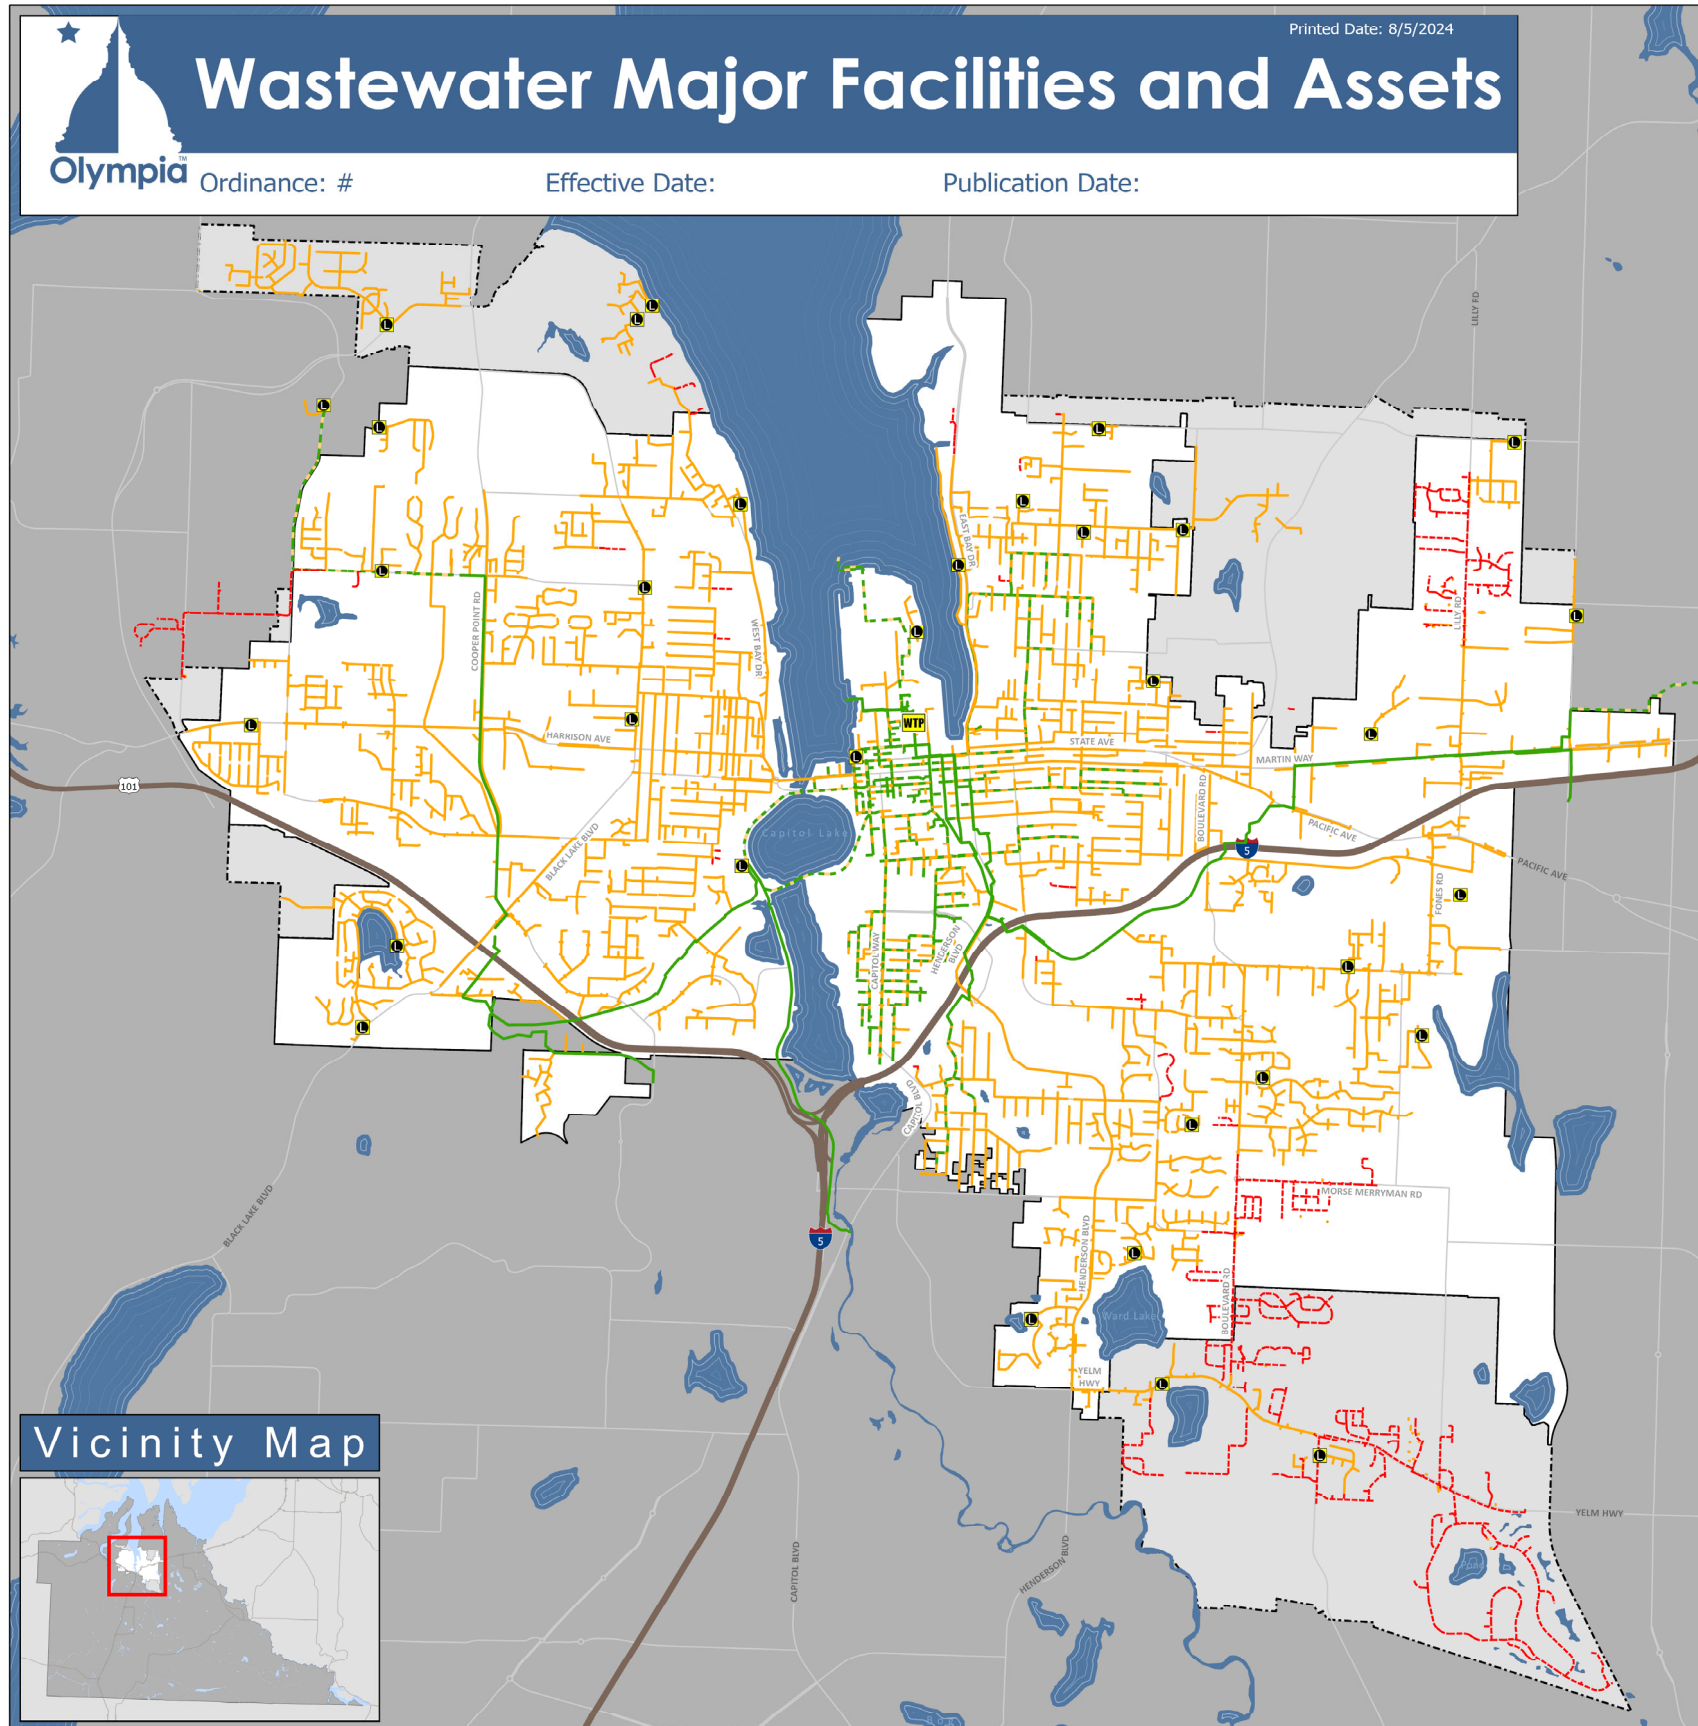 Printed Date: 8/5/2024
Wastewater Major Facilities and Assets
Olympia™
Ordinance: #
Effective Date:
Publication Date:
LILLY RD
L
L
L
L
L
L
L
L
L
L
L
EAST BAY DR
L
L
L
L
COOPER POINT RD
WEST BAY DR
LILLY RD
L
L
L
L
L
WTP
L
HARRISON AVE
STATE AVE
L
MARTIN WAY
101
BOULEVARD RD
Capitol Lake
BLACK LAKE BLVD
PACIFIC AVE
5
PACIFIC AVE
L
FONES RD
L
CAPITOL WAY
HENDERSON
BLVD
L
L
L
L
L
CAPITOL BLVD
L
MORSE MERRYMAN RD
BLACK LAKE BLVD
5
HENDERSON BLVD
L
BOULEVARD RD
Ward Lake
L
YELM
HWY
L
L
Vicinity Map
YELM HWY
CAPITOL BLVD
HENDERSON BLVD